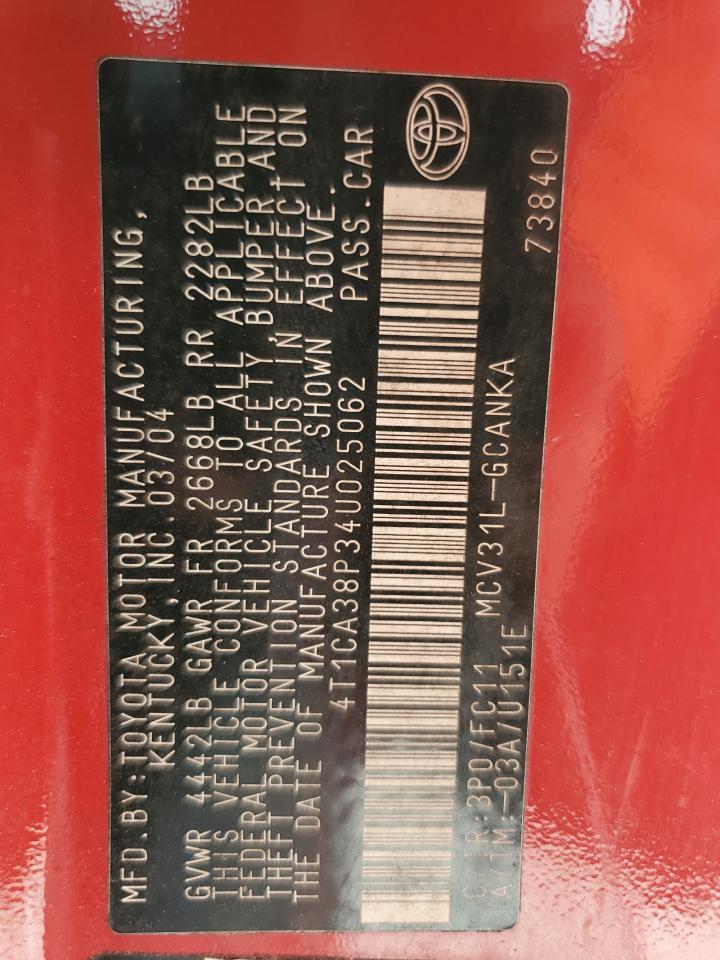 MFD.BY:TOYOTA MOTOR MANUFACTURING,
KENTUCKY,INC.03/04
GVWR 4442LB GAWR FR 2668LB RR 2282LB
THIS VEHICLE CONFORMS TO ALL APPLICABLE
FEDERAL MOTOR VEHICLE SAFETY,BUMPER,AND
THEFT PREVENTION STANDARDS IN EFFECT ON
THE DATE OF MANUFACTURE SHOWN ABOVE.
4T1CA38P34U025062 PASS.CAR
C/TR:3P0/FC11 MCV31L-GCANKA
A/TM:-03A/U151E
73840